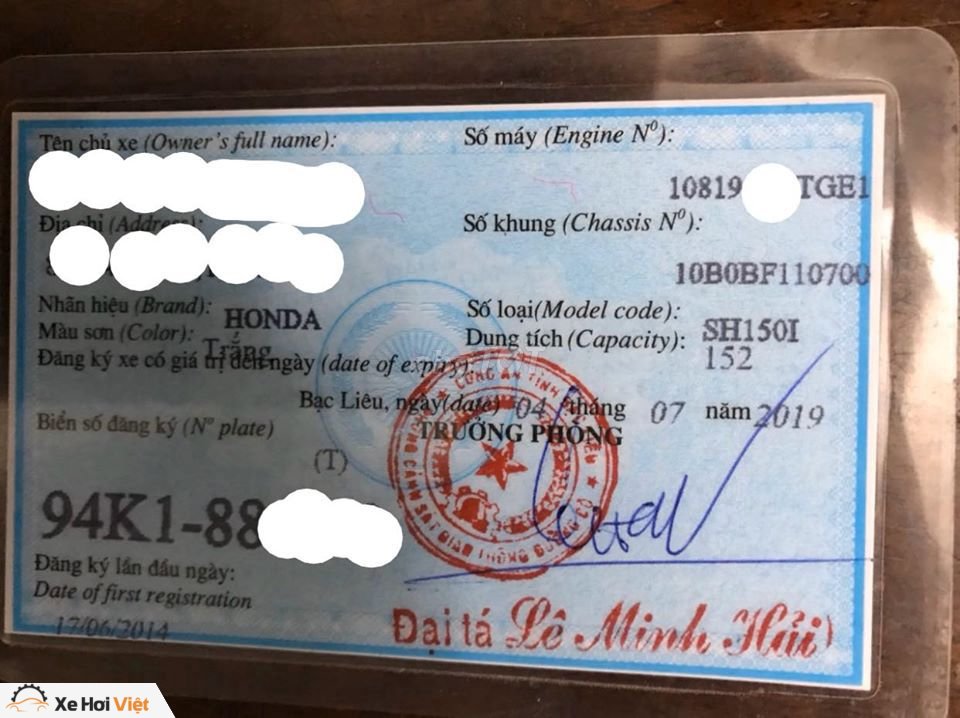 Tên chủ xe (Owner's full name):
Số máy (Engine Nº):
10819 TGE1
Địa chỉ (Address):
Số khung (Chassis Nº):
10B0BF110700
Nhãn hiệu (Brand): HONDA
Số loại(Model code): SH150I
Màu sơn (Color): Trắng
Dung tích (Capacity): 152
Đăng ký xe có giá trị đến ngày (date of expiry):
Bạc Liêu, ngày(date) 04 tháng 07 năm 2019
Biển số đăng ký (Nº plate)
TRƯỞNG PHÒNG
(T)
94K1-88
Đăng ký lần đầu ngày:
Date of first registration
17/06/2014
Đại tá Lê Minh Hải
Xe Hơi Việt